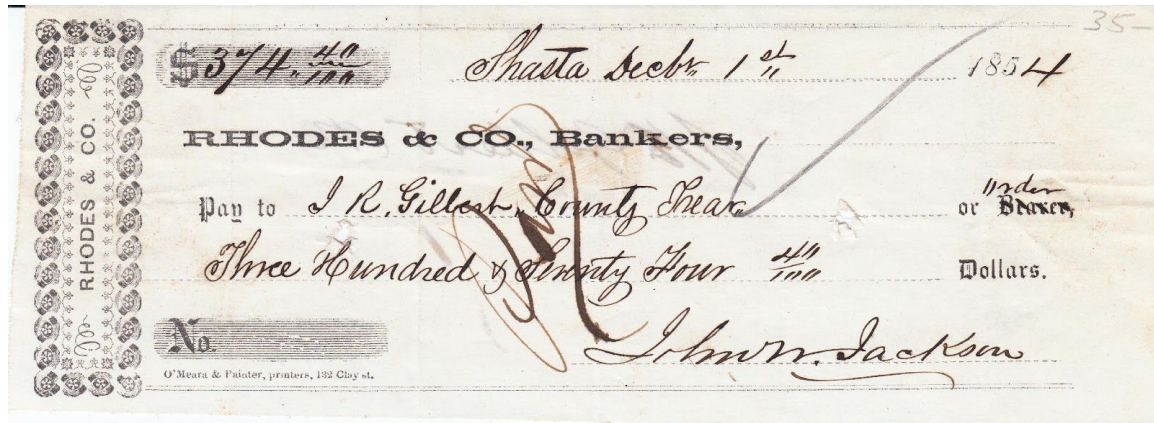 35-
$374. 40/100 Shasta Decbr 1st 1854
RHODES & CO.
RHODES & CO., Bankers,
Pay to I R. Gilbert, County Trear. or order Bearer,
Three Hundred & Seventy Four 40/100 Dollars.
No.
John W. Jackson
O'Meara & Painter, printers, 132 Clay st.